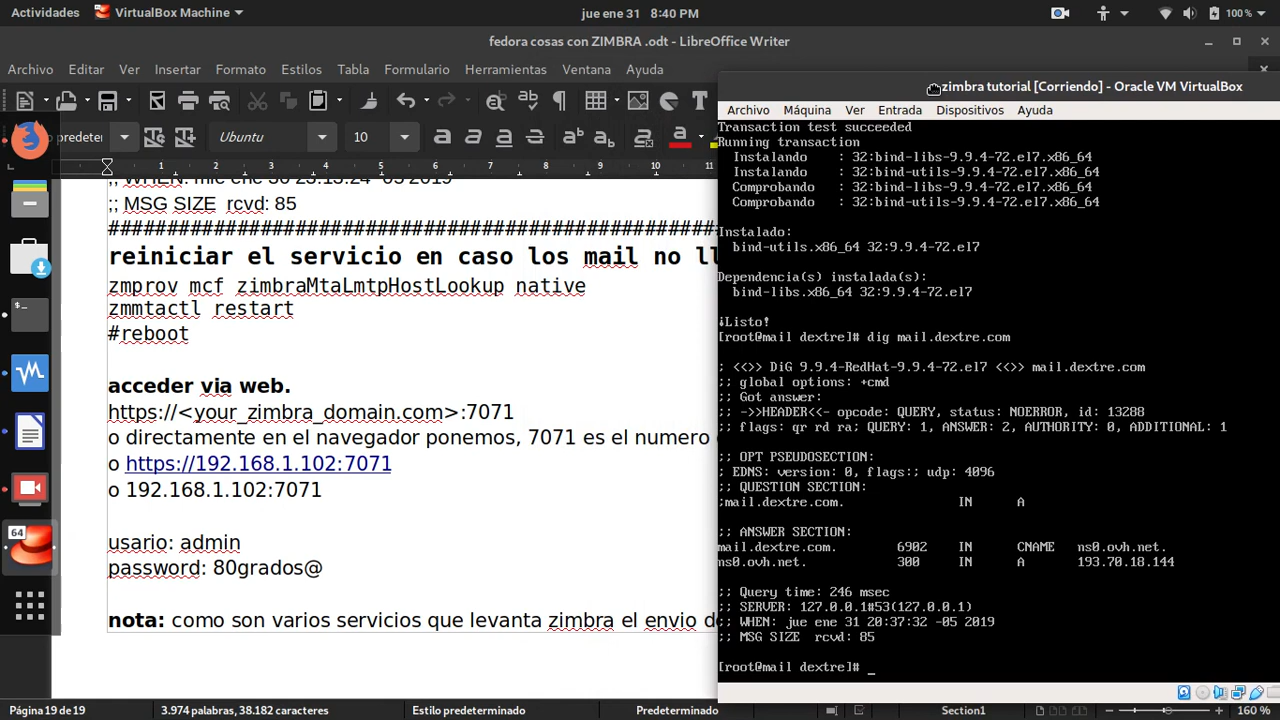 Actividades VirtualBox Machine jue ene 31 8:40 PM 100 %
fedora cosas con ZIMBRA .odt - LibreOffice Writer
Archivo Editar Ver Insertar Formato Estilos Tabla Formulario Herramientas Ventana Ayuda
predeter Ubuntu 10
1 2 3 4 5 6 7 8 9 10 11
;; MSG SIZE rcvd: 85
reiniciar el servicio en caso los mail no ll
zmprov mcf zimbraMtaLmtpHostLookup native
zmmtactl restart
#reboot
acceder via web.
https://<your_zimbra_domain.com>:7071
o directamente en el navegador ponemos, 7071 es el numero
o https://192.168.1.102:7071
o 192.168.1.102:7071
usario: admin
password: 80grados@
nota: como son varios servicios que levanta zimbra el envio de
zimbra tutorial [Corriendo] - Oracle VM VirtualBox
Archivo Máquina Ver Entrada Dispositivos Ayuda
Transaction test succeeded
Running transaction
Instalando : 32:bind-libs-9.9.4-72.el7.x86_64
Instalando : 32:bind-utils-9.9.4-72.el7.x86_64
Comprobando : 32:bind-libs-9.9.4-72.el7.x86_64
Comprobando : 32:bind-utils-9.9.4-72.el7.x86_64
Instalado:
bind-utils.x86_64 32:9.9.4-72.el7
Dependencia(s) instalada(s):
bind-libs.x86_64 32:9.9.4-72.el7
¡Listo!
[root@mail dextre]# dig mail.dextre.com
; <<>> DiG 9.9.4-RedHat-9.9.4-72.el7 <<>> mail.dextre.com
;; global options: +cmd
;; Got answer:
;; ->>HEADER<<- opcode: QUERY, status: NOERROR, id: 13288
;; flags: qr rd ra; QUERY: 1, ANSWER: 2, AUTHORITY: 0, ADDITIONAL: 1
;; OPT PSEUDOSECTION:
; EDNS: version: 0, flags:; udp: 4096
;; QUESTION SECTION:
;mail.dextre.com. IN A
;; ANSWER SECTION:
mail.dextre.com. 6902 IN CNAME ns0.ovh.net.
ns0.ovh.net. 300 IN A 193.70.18.144
;; Query time: 246 msec
;; SERVER: 127.0.0.1#53(127.0.0.1)
;; WHEN: jue ene 31 20:37:32 -05 2019
;; MSG SIZE rcvd: 85
[root@mail dextre]# _
64
Página 19 de 19 3.974 palabras, 38.182 caracteres Estilo predeterminado Predeterminado Section1 160 %